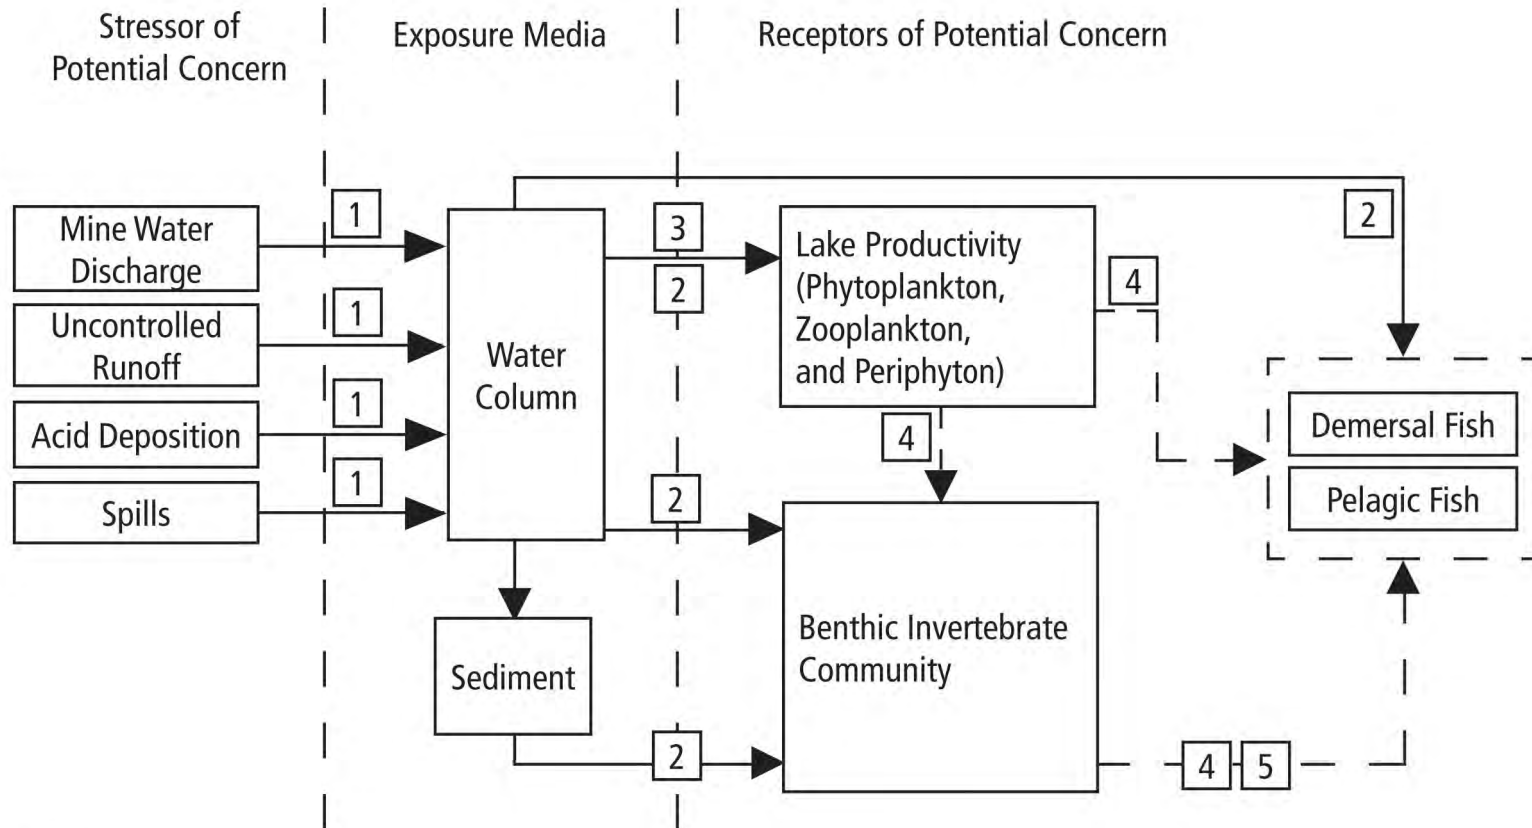 Stressor of
Potential Concern
Exposure Media
Receptors of Potential Concern
Mine Water
Discharge
1
Uncontrolled
Runoff
1
Acid Deposition
1
Spills
1
Water
Column
Sediment
3
2
2
2
Lake Productivity
(Phytoplankton,
Zooplankton,
and Periphyton)
4
4
Benthic Invertebrate
Community
4 5
2
Demersal Fish
Pelagic Fish